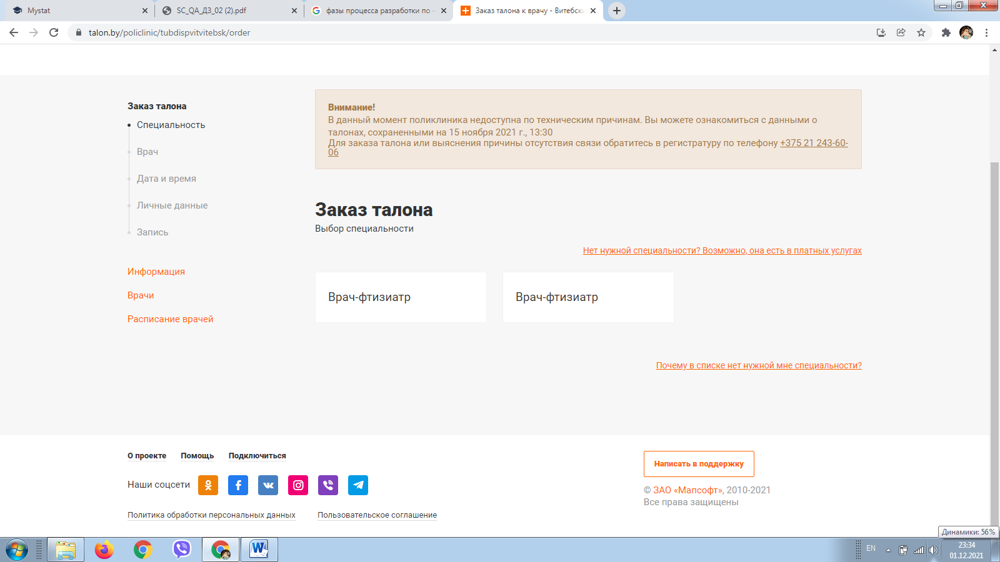 Mystat
SC_QA_ДЗ_02 (2).pdf
фазы процесса разработки по -
Заказ талона к врачу - Витебск
talon.by/policlinic/tubdispvitvitebsk/order
Заказ талона
Специальность
Врач
Дата и время
Личные данные
Запись
Информация
Врачи
Расписание врачей
Внимание!
В данный момент поликлиника недоступна по техническим причинам. Вы можете ознакомиться с данными о
талонах, сохраненными на 15 ноября 2021 г., 13:30
Для заказа талона или выяснения причины отсутствия связи обратитесь в регистратуру по телефону +375 21 243-60-
06
Заказ талона
Выбор специальности
Нет нужной специальности? Возможно, она есть в платных услугах
Врач-фтизиатр
Врач-фтизиатр
Почему в списке нет нужной мне специальности?
О проекте Помощь Подключиться
Наши соцсети
Политика обработки персональных данных
Пользовательское соглашение
Написать в поддержку
© ЗАО «Мапсофт», 2010-2021
Все права защищены
Динамики: 56%
EN
23:34
01.12.2021